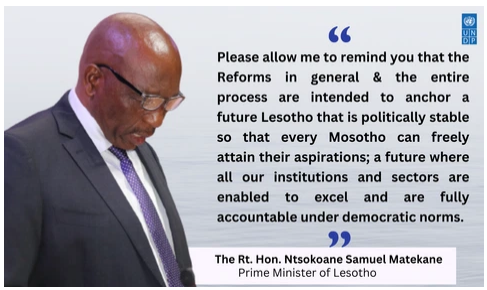 U N
D P
“
Please allow me to remind you that the
Reforms in general & the entire
process are intended to anchor a
future Lesotho that is politically stable
so that every Mosotho can freely
attain their aspirations; a future where
all our institutions and sectors are
enabled to excel and are fully
accountable under democratic norms.
”
The Rt. Hon. Ntsokoane Samuel Matekane
Prime Minister of Lesotho